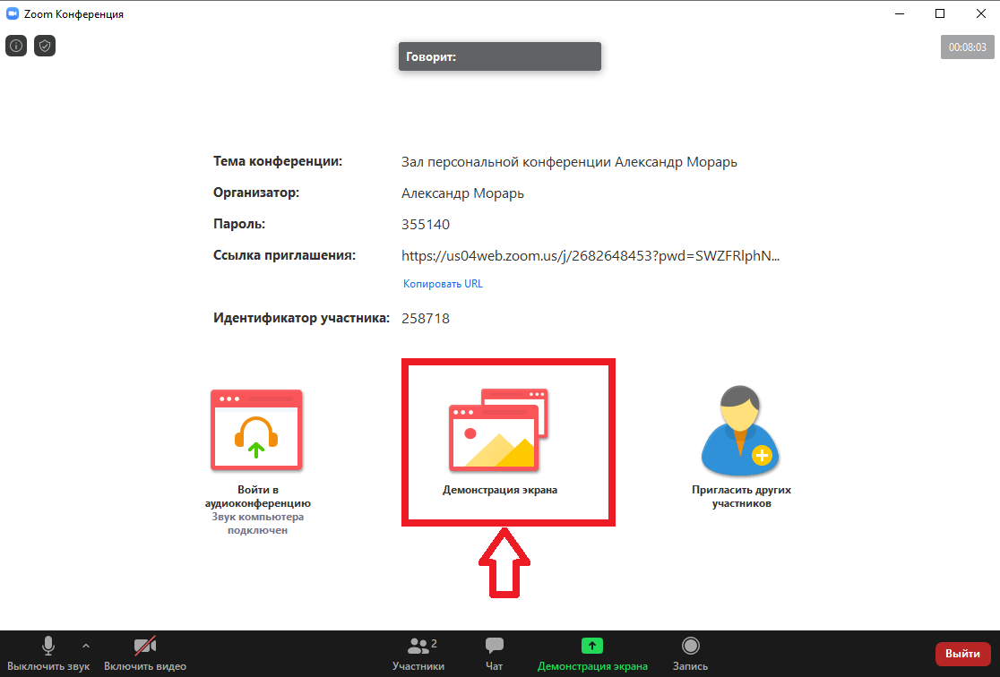 Zoom Конференция
Говорит:
00:08:03
Тема конференции: Зал персональной конференции Александр Морарь
Организатор: Александр Морарь
Пароль: 355140
Ссылка приглашения: https://us04web.zoom.us/j/2682648453?pwd=SWZFRlphN...
Копировать URL
Идентификатор участника: 258718
Войти в
аудиоконференцию
Звук компьютера
подключен
Демонстрация экрана
Пригласить других
участников
Выключить звук
Включить видео
2
Участники
Чат
Демонстрация экрана
Запись
Выйти